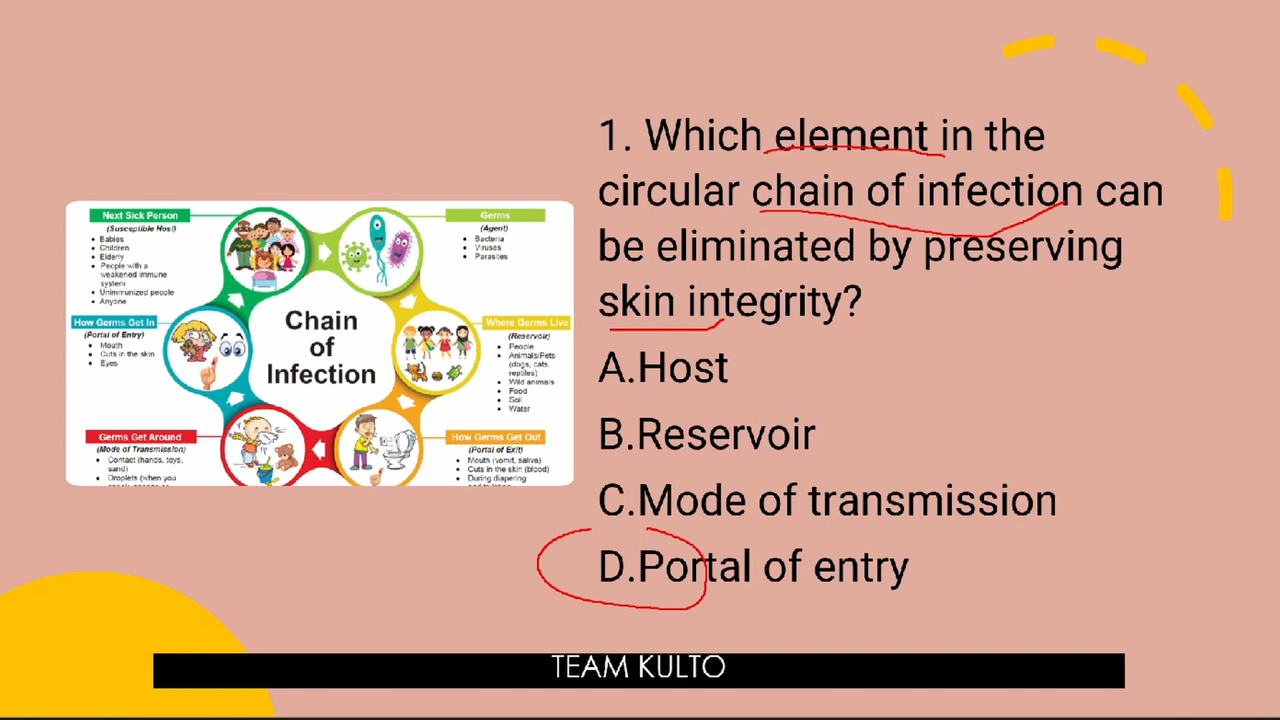 1. Which element in the
circular chain of infection can
be eliminated by preserving
skin integrity?
A.Host
B.Reservoir
C.Mode of transmission
D.Portal of entry
Chain
of
Infection
Next Sick Person
(Susceptible Host)
• Babies
• Children
• Elderly
• People with a
weakened immune
system
• Unimmunized people
• Anyone
Germs
(Agent)
• Bacteria
• Viruses
• Parasites
How Germs Get In
(Portal of Entry)
• Mouth
• Cuts in the skin
• Eyes
Where Germs Live
(Reservoir)
• People
• Animals/Pets
(dogs, cats,
reptiles)
• Wild animals
• Food
• Soil
• Water
Germs Get Around
(Mode of Transmission)
• Contact (hands, toys,
sand)
• Droplets (when you
How Germs Get Out
(Portal of Exit)
• Mouth (vomit, saliva)
• Cuts in the skin (blood)
• During diapering
TEAM KULTO